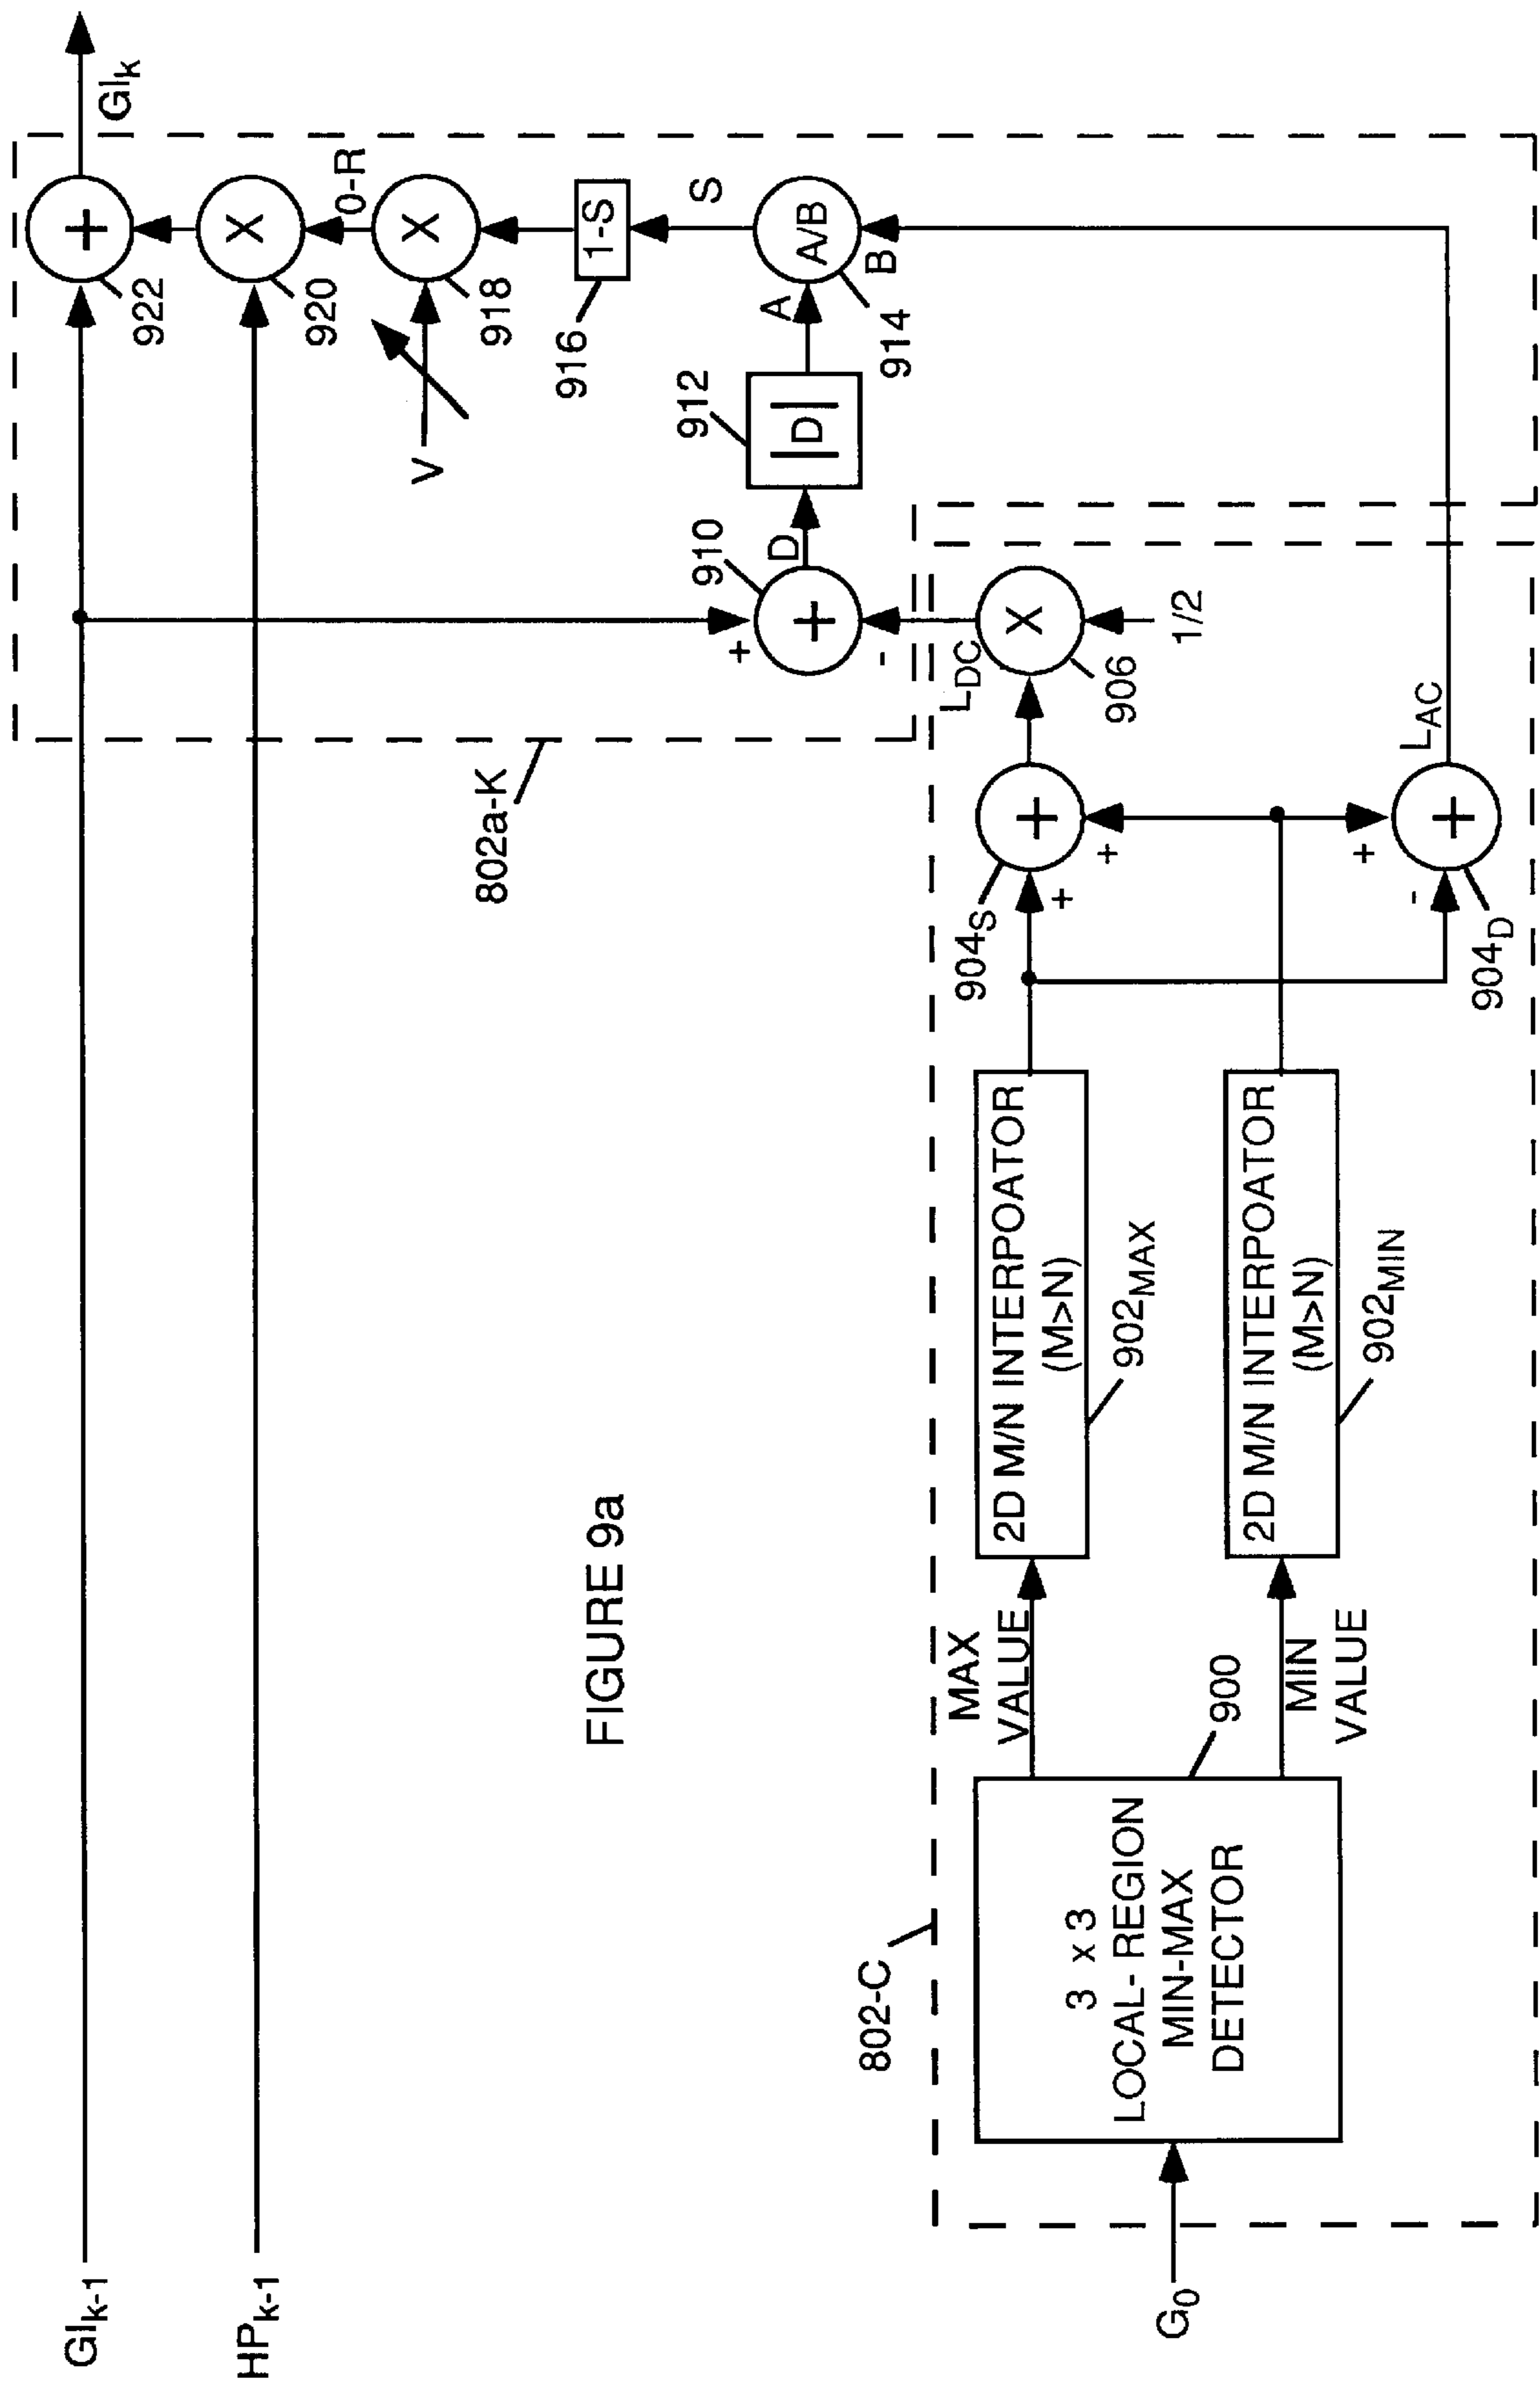 GI_k-1
HP_k-1
G_0
802-C
3 x 3
LOCAL-REGION
MIN-MAX
DETECTOR
900
MAX
VALUE
MIN
VALUE
FIGURE 9a
2D M/N INTERPOATOR
(M>N)
902_MAX
2D M/N INTERPOATOR
(M>N)
902_MIN
904_S
+
+
+
904_D
-
+
+
L_AC
802a-K
L_DC
X
906
1/2
910
+
+
-
D
912
|D|
A
A/B
B
914
S
1-S
916
V
X
918
0-R
X
920
+
922
GI_k